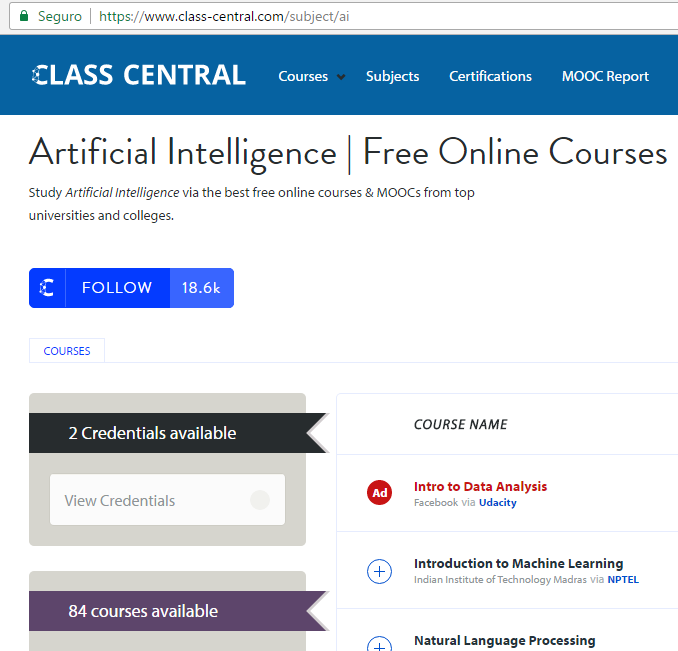 Seguro https://www.class-central.com/subject/ai
CLASS CENTRAL Courses Subjects Certifications MOOC Report
Artificial Intelligence | Free Online Courses
Study Artificial Intelligence via the best free online courses & MOOCs from top
universities and colleges.
C FOLLOW 18.6k
COURSES
2 Credentials available
View Credentials
84 courses available
COURSE NAME
Ad Intro to Data Analysis
Facebook via Udacity
Introduction to Machine Learning
Indian Institute of Technology Madras via NPTEL
Natural Language Processing